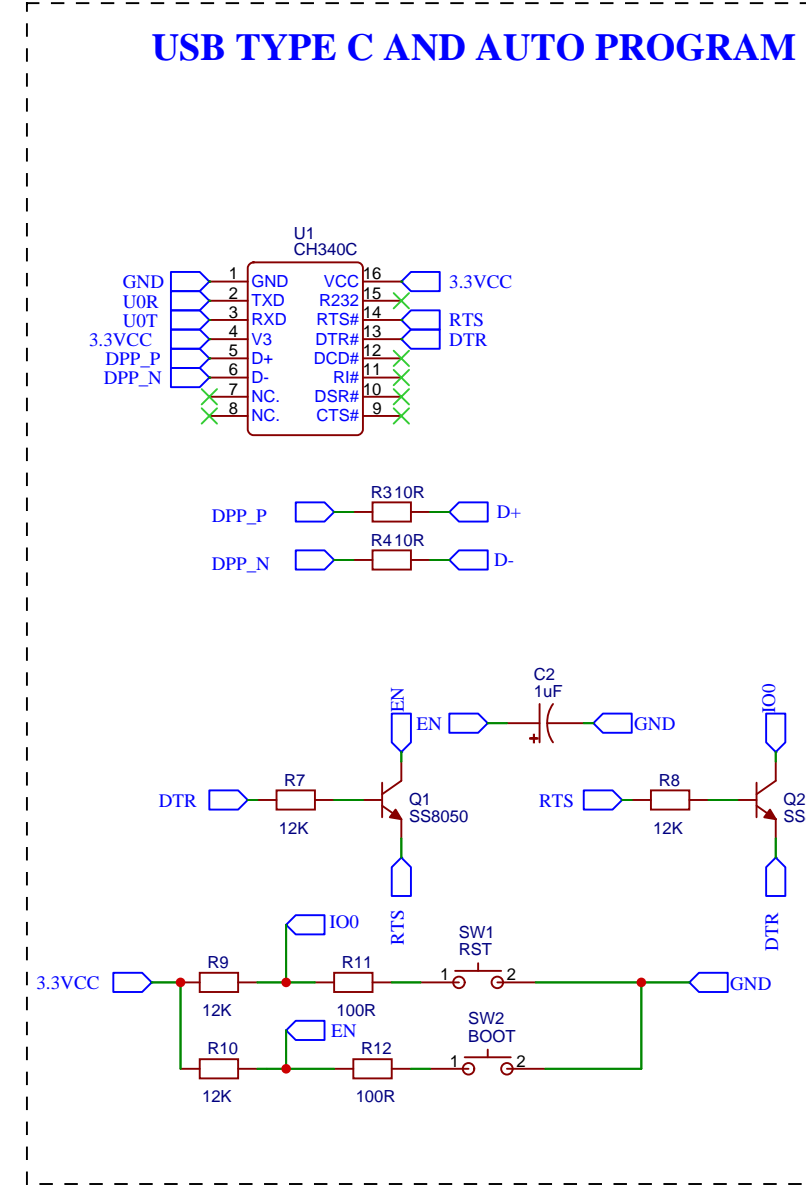 USB TYPE C AND AUTO PROGRAM
U1
CH340C
GND 1 GND VCC 16 3.3VCC
U0R 2 TXD R232 15
U0T 3 RXD RTS# 14 RTS
3.3VCC 4 V3 DTR# 13 DTR
DPP_P 5 D+ DCD# 12
DPP_N 6 D- RI# 11
7 NC. DSR# 10
8 NC. CTS# 9
DPP_P R3 10R D+
DPP_N R4 10R D-
C2
1uF
EN
EN + GND
IO0
DTR R7
12K
Q1
SS8050
RTS
RTS R8
12K
Q2
SS
DTR
IO0
3.3VCC R9 R11 SW1
RST
1 2 GND
12K 100R
EN
R10 R12 SW2
BOOT
1 2
12K 100R